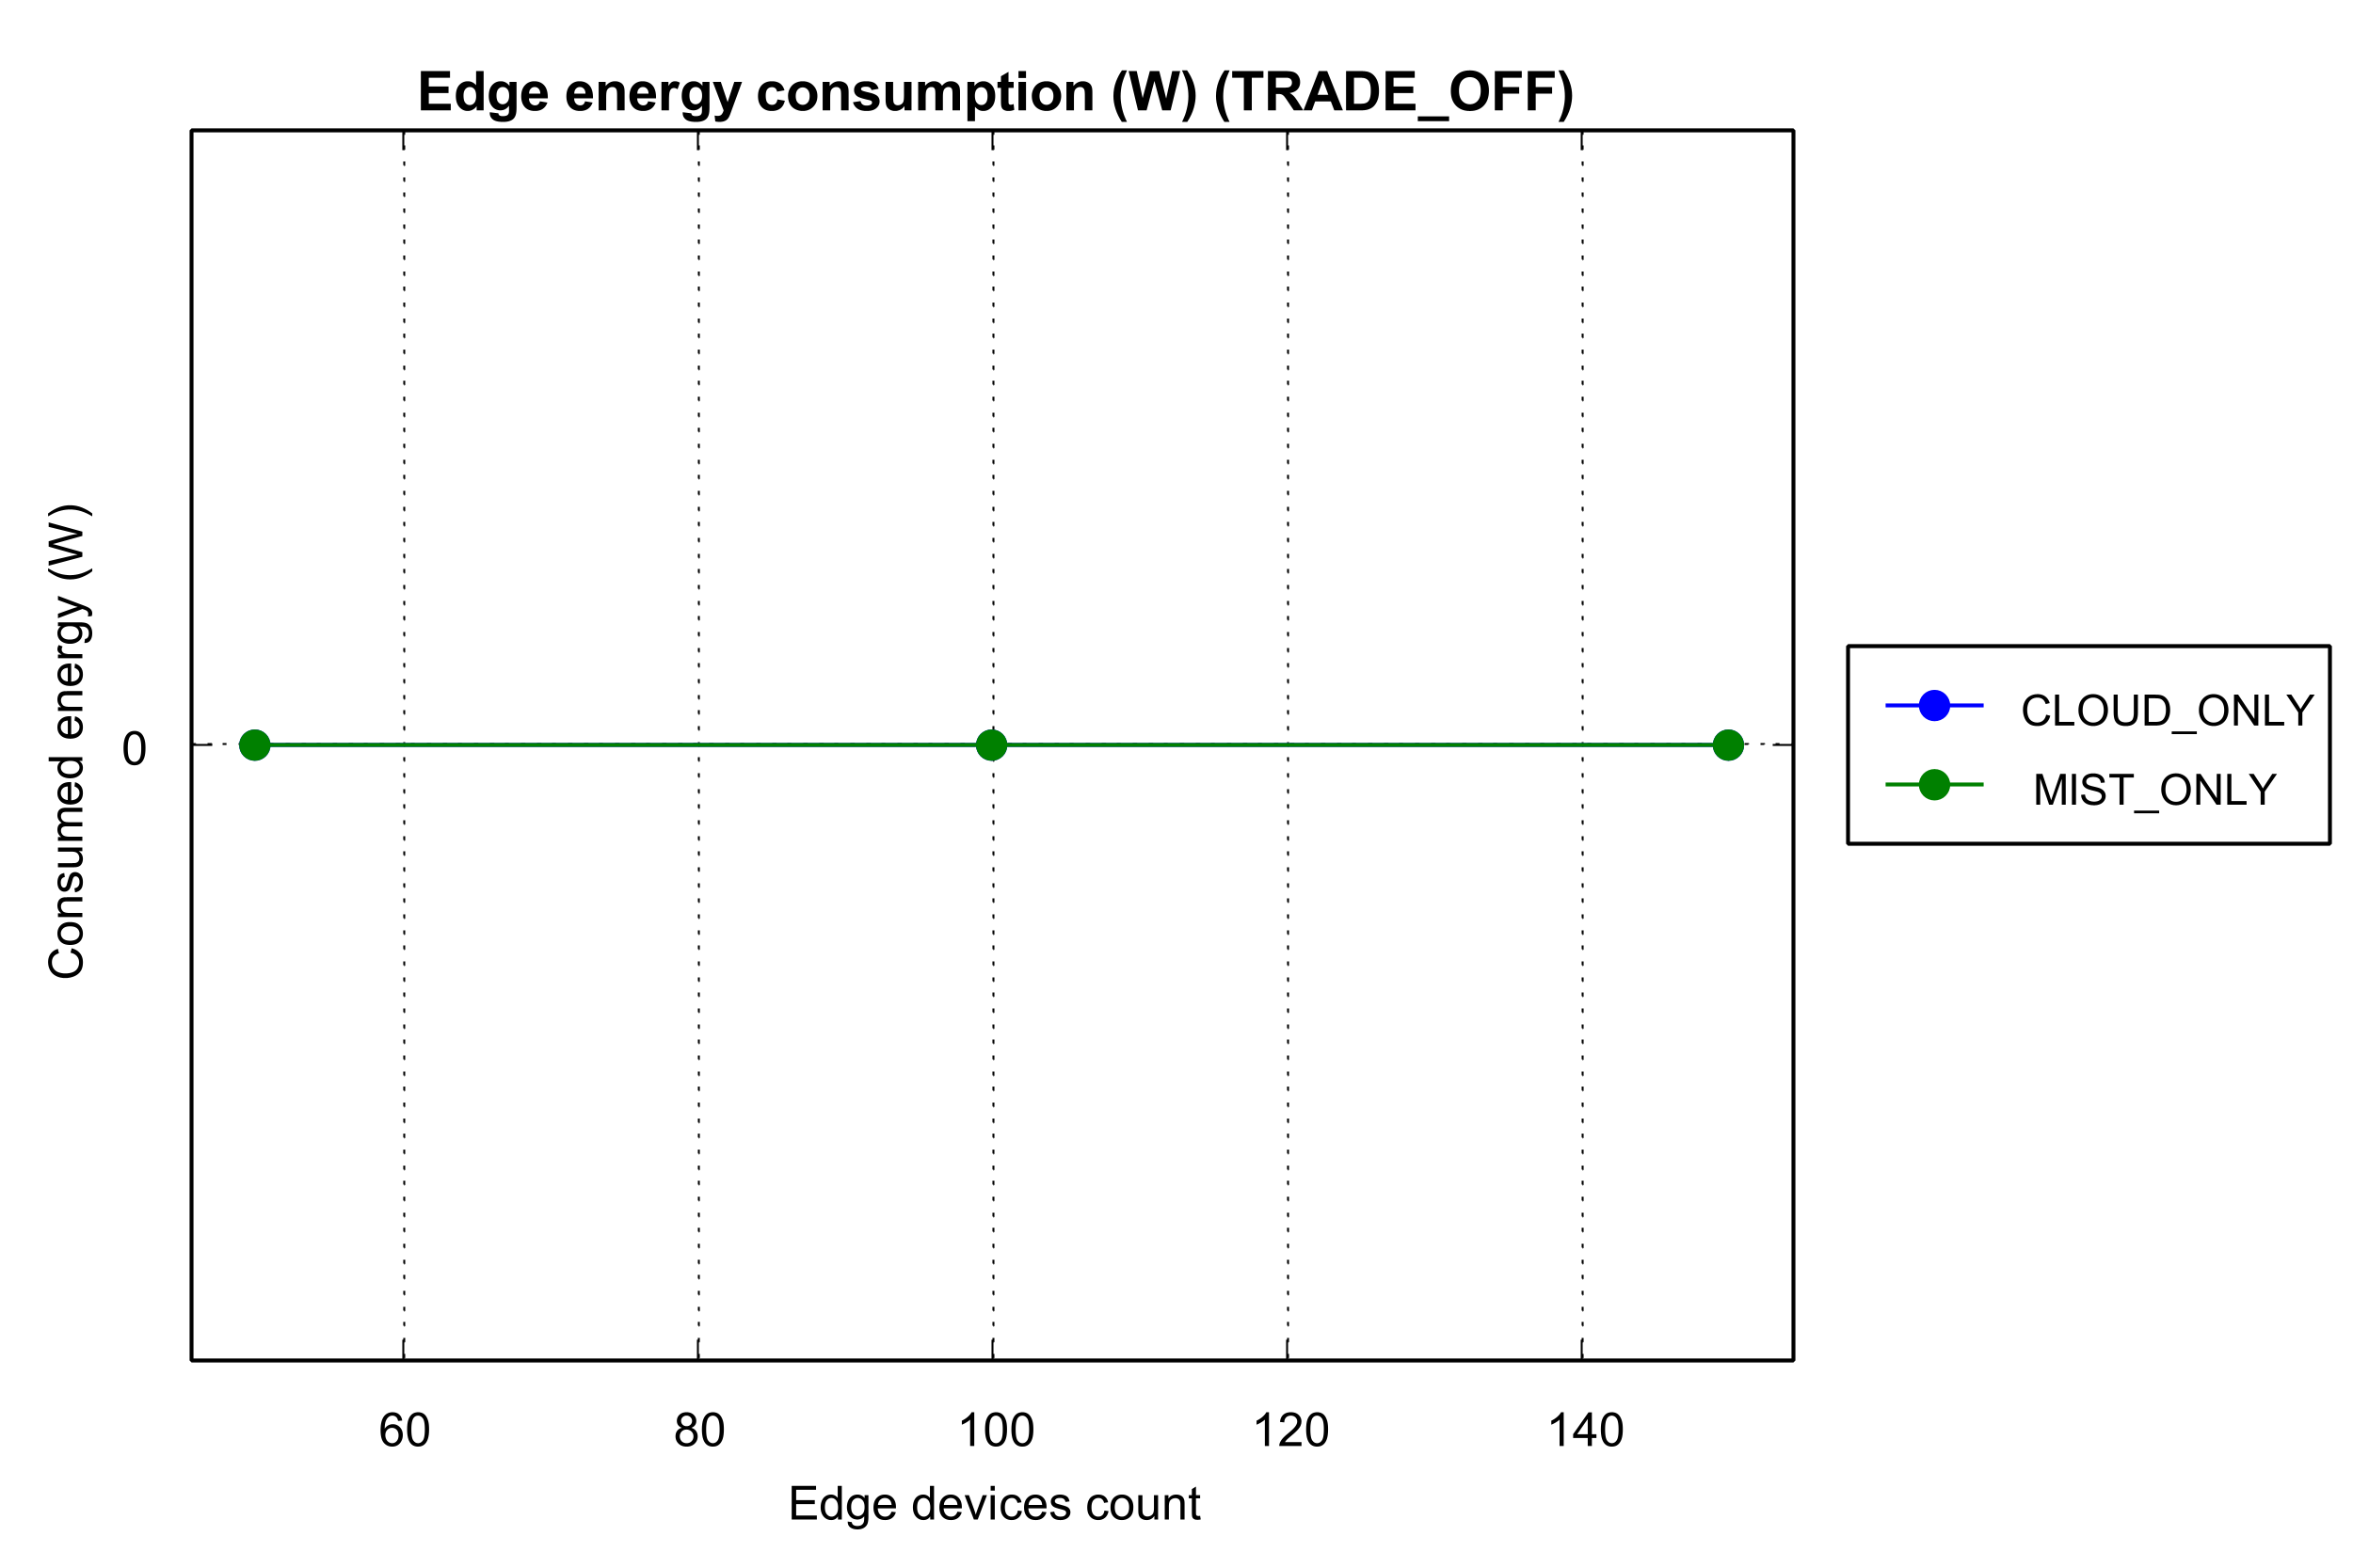 Edge energy consumption (W) (TRADE_OFF)
Consumed energy (W)
0
CLOUD_ONLY
MIST_ONLY
60 80 100 120 140
Edge devices count